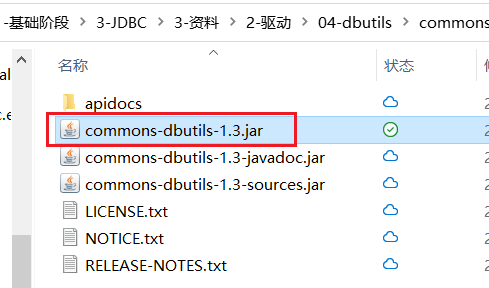 -基础阶段 > 3-JDBC > 3-资料 > 2-驱动 > 04-dbutils > commons-
名称 状态
apidocs
commons-dbutils-1.3.jar
commons-dbutils-1.3-javadoc.jar
commons-dbutils-1.3-sources.jar
LICENSE.txt
NOTICE.txt
RELEASE-NOTES.txt